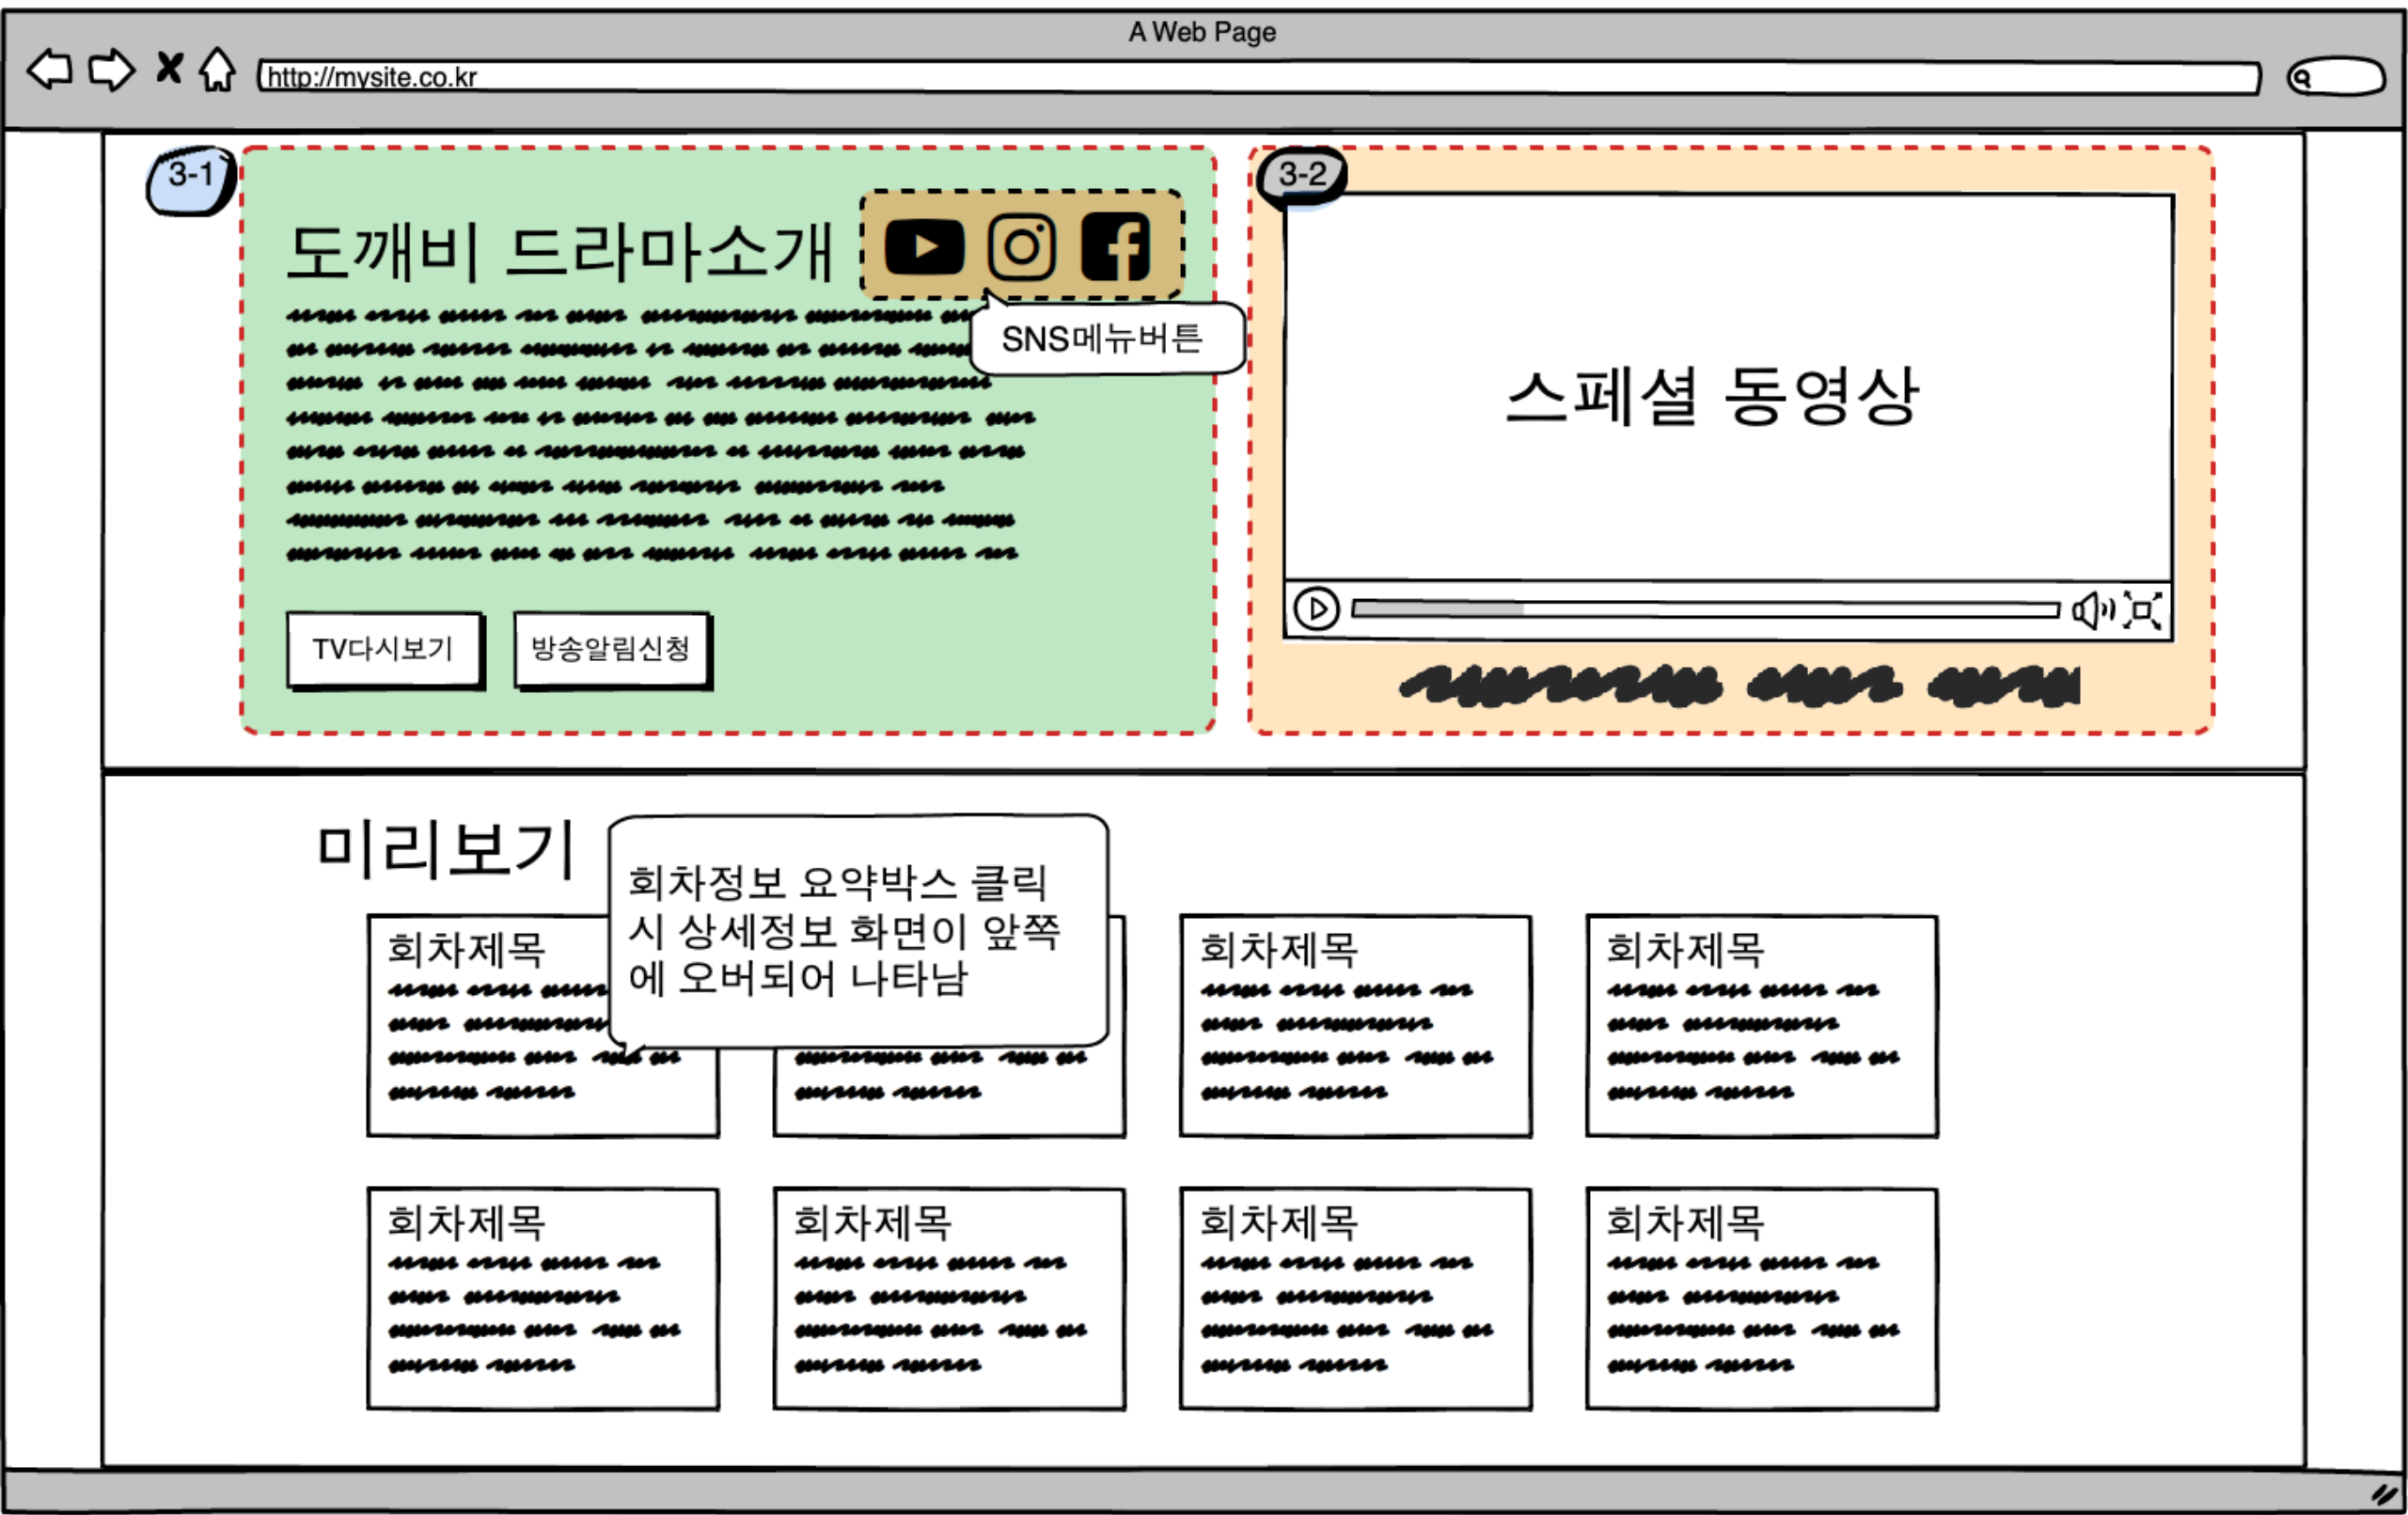 A Web Page
http://mysite.co.kr
3-1
도깨비 드라마소개
SNS메뉴버튼
TV다시보기
방송알림신청
3-2
스페셜 동영상
미리보기
회차정보 요약박스 클릭
시 상세정보 화면이 앞쪽
에 오버되어 나타남
회차제목
회차제목
회차제목
회차제목
회차제목
회차제목
회차제목